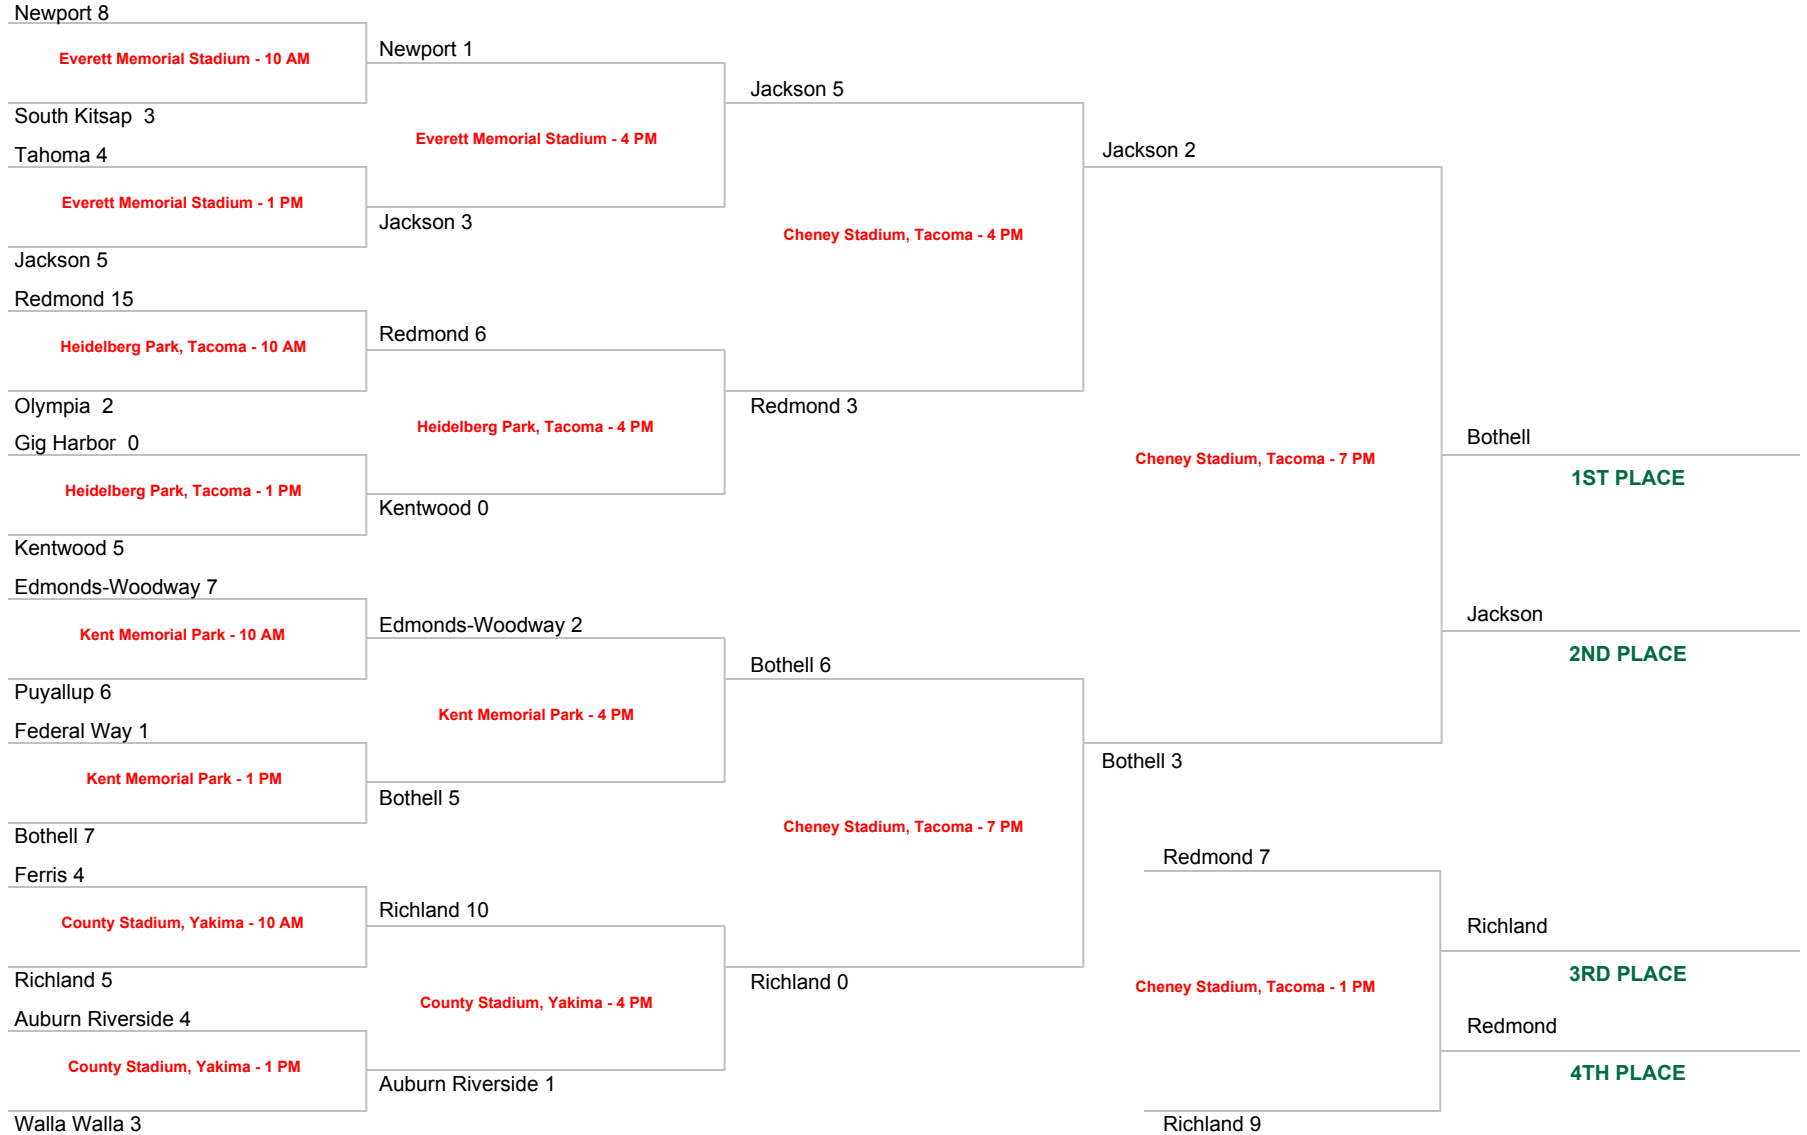 Newport 8
Everett Memorial Stadium - 10 AM
South Kitsap  3
Tahoma 4
Everett Memorial Stadium - 1 PM
Jackson 5
Redmond 15
Heidelberg Park, Tacoma - 10 AM
Olympia  2
Gig Harbor  0
Heidelberg Park, Tacoma - 1 PM
Kentwood 5
Edmonds-Woodway 7
Kent Memorial Park - 10 AM
Puyallup 6
Federal Way 1
Kent Memorial Park - 1 PM
Bothell 7
Ferris 4
County Stadium, Yakima - 10 AM
Richland 5
Auburn Riverside 4
County Stadium, Yakima - 1 PM
Walla Walla 3
Newport 1
Everett Memorial Stadium - 4 PM
Jackson 3
Redmond 6
Heidelberg Park, Tacoma - 4 PM
Kentwood 0
Edmonds-Woodway 2
Kent Memorial Park - 4 PM
Bothell 5
Richland 10
County Stadium, Yakima - 4 PM
Auburn Riverside 1
Jackson 5
Cheney Stadium, Tacoma - 4 PM
Redmond 3
Bothell 6
Cheney Stadium, Tacoma - 7 PM
Richland 0
Jackson 2
Cheney Stadium, Tacoma - 7 PM
Bothell 3
Redmond 7
Cheney Stadium, Tacoma - 1 PM
Richland 9
Bothell
1ST PLACE
Jackson
2ND PLACE
Richland
3RD PLACE
Redmond
4TH PLACE